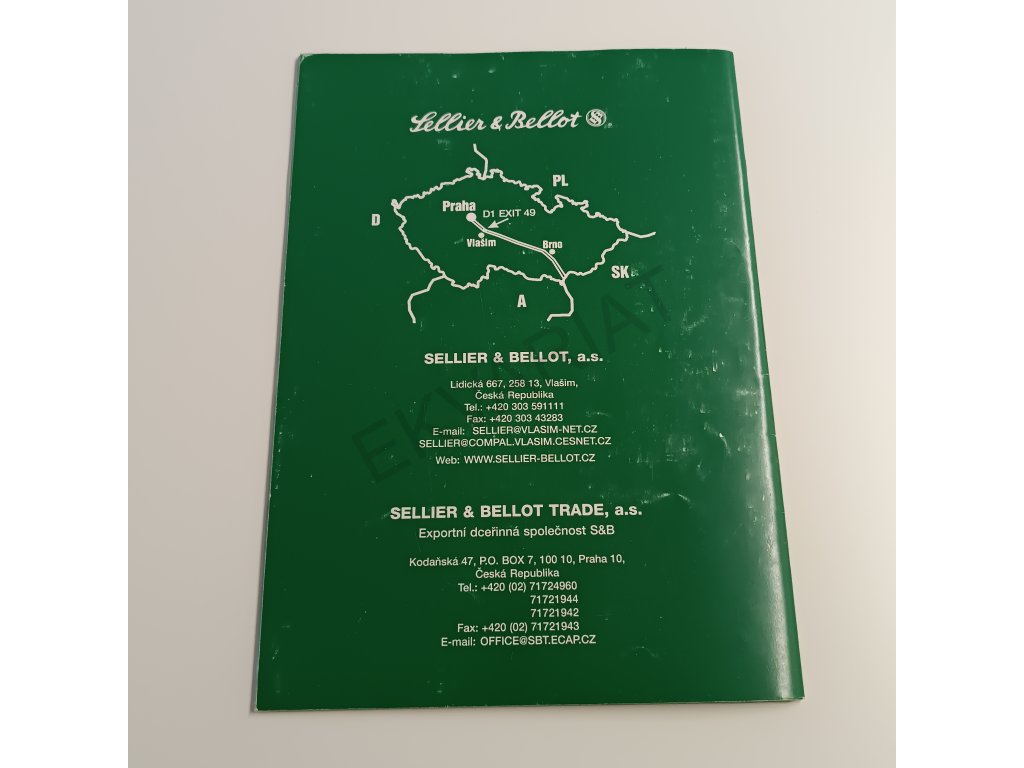 Sellier & Bellot S&B
PL
D
Praha
D1 EXIT 49
Vlašim
Brno
SK
A
EKVARIAT
SELLIER & BELLOT, a.s.
Lidická 667, 258 13, Vlašim,
Česká Republika
Tel.: +420 303 591111
Fax: +420 303 43283
E-mail: SELLIER@VLASIM-NET.CZ
SELLIER@COMPAL.VLASIM.CESNET.CZ
Web: WWW.SELLIER-BELLOT.CZ
SELLIER & BELLOT TRADE, a.s.
Exportní dceřinná společnost S&B
Kodaňská 47, P.O. BOX 7, 100 10, Praha 10,
Česká Republika
Tel.: +420 (02) 71724960
71721944
71721942
Fax: +420 (02) 71721943
E-mail: OFFICE@SBT.ECAP.CZ